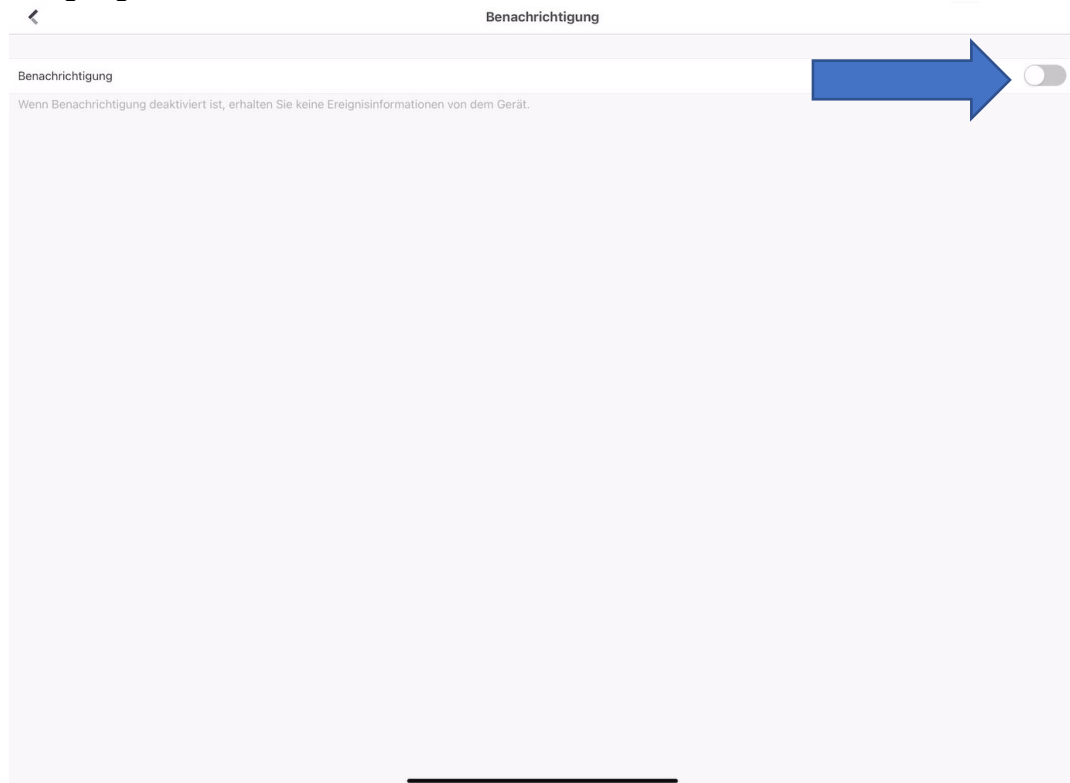 Benachrichtigung
Benachrichtigung
Wenn Benachrichtigung deaktiviert ist, erhalten Sie keine Ereignisinformationen von dem Gerät.